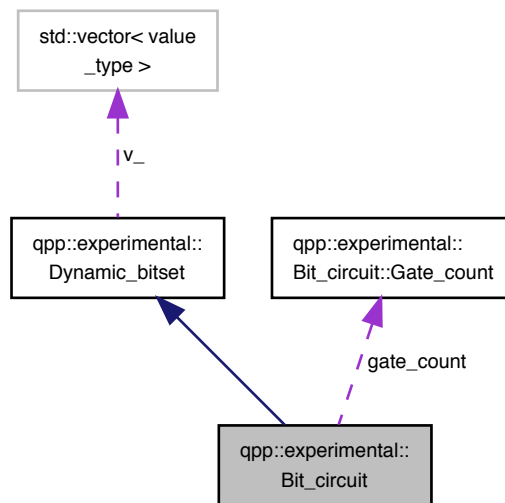 std::vector< value
_type >
v_
qpp::experimental::
Dynamic_bitset
qpp::experimental::
Bit_circuit::Gate_count
gate_count
qpp::experimental::
Bit_circuit